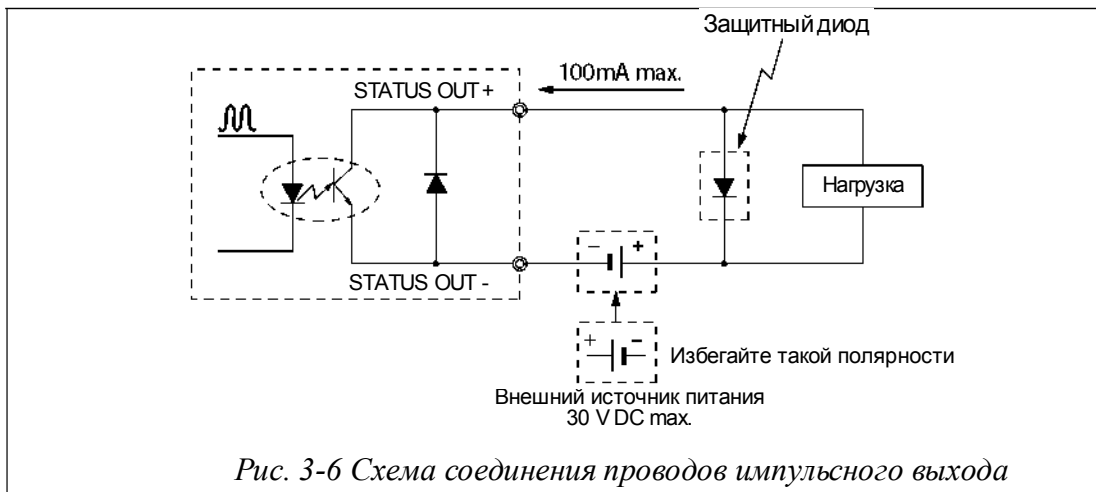 Защитный диод
100mA max.
STATUS OUT +
Нагрузка
− +
STATUS OUT -
+ −
Избегайте такой полярности
Внешний источник питания
30 V DC max.
Рис. 3-6 Схема соединения проводов импульсного выхода